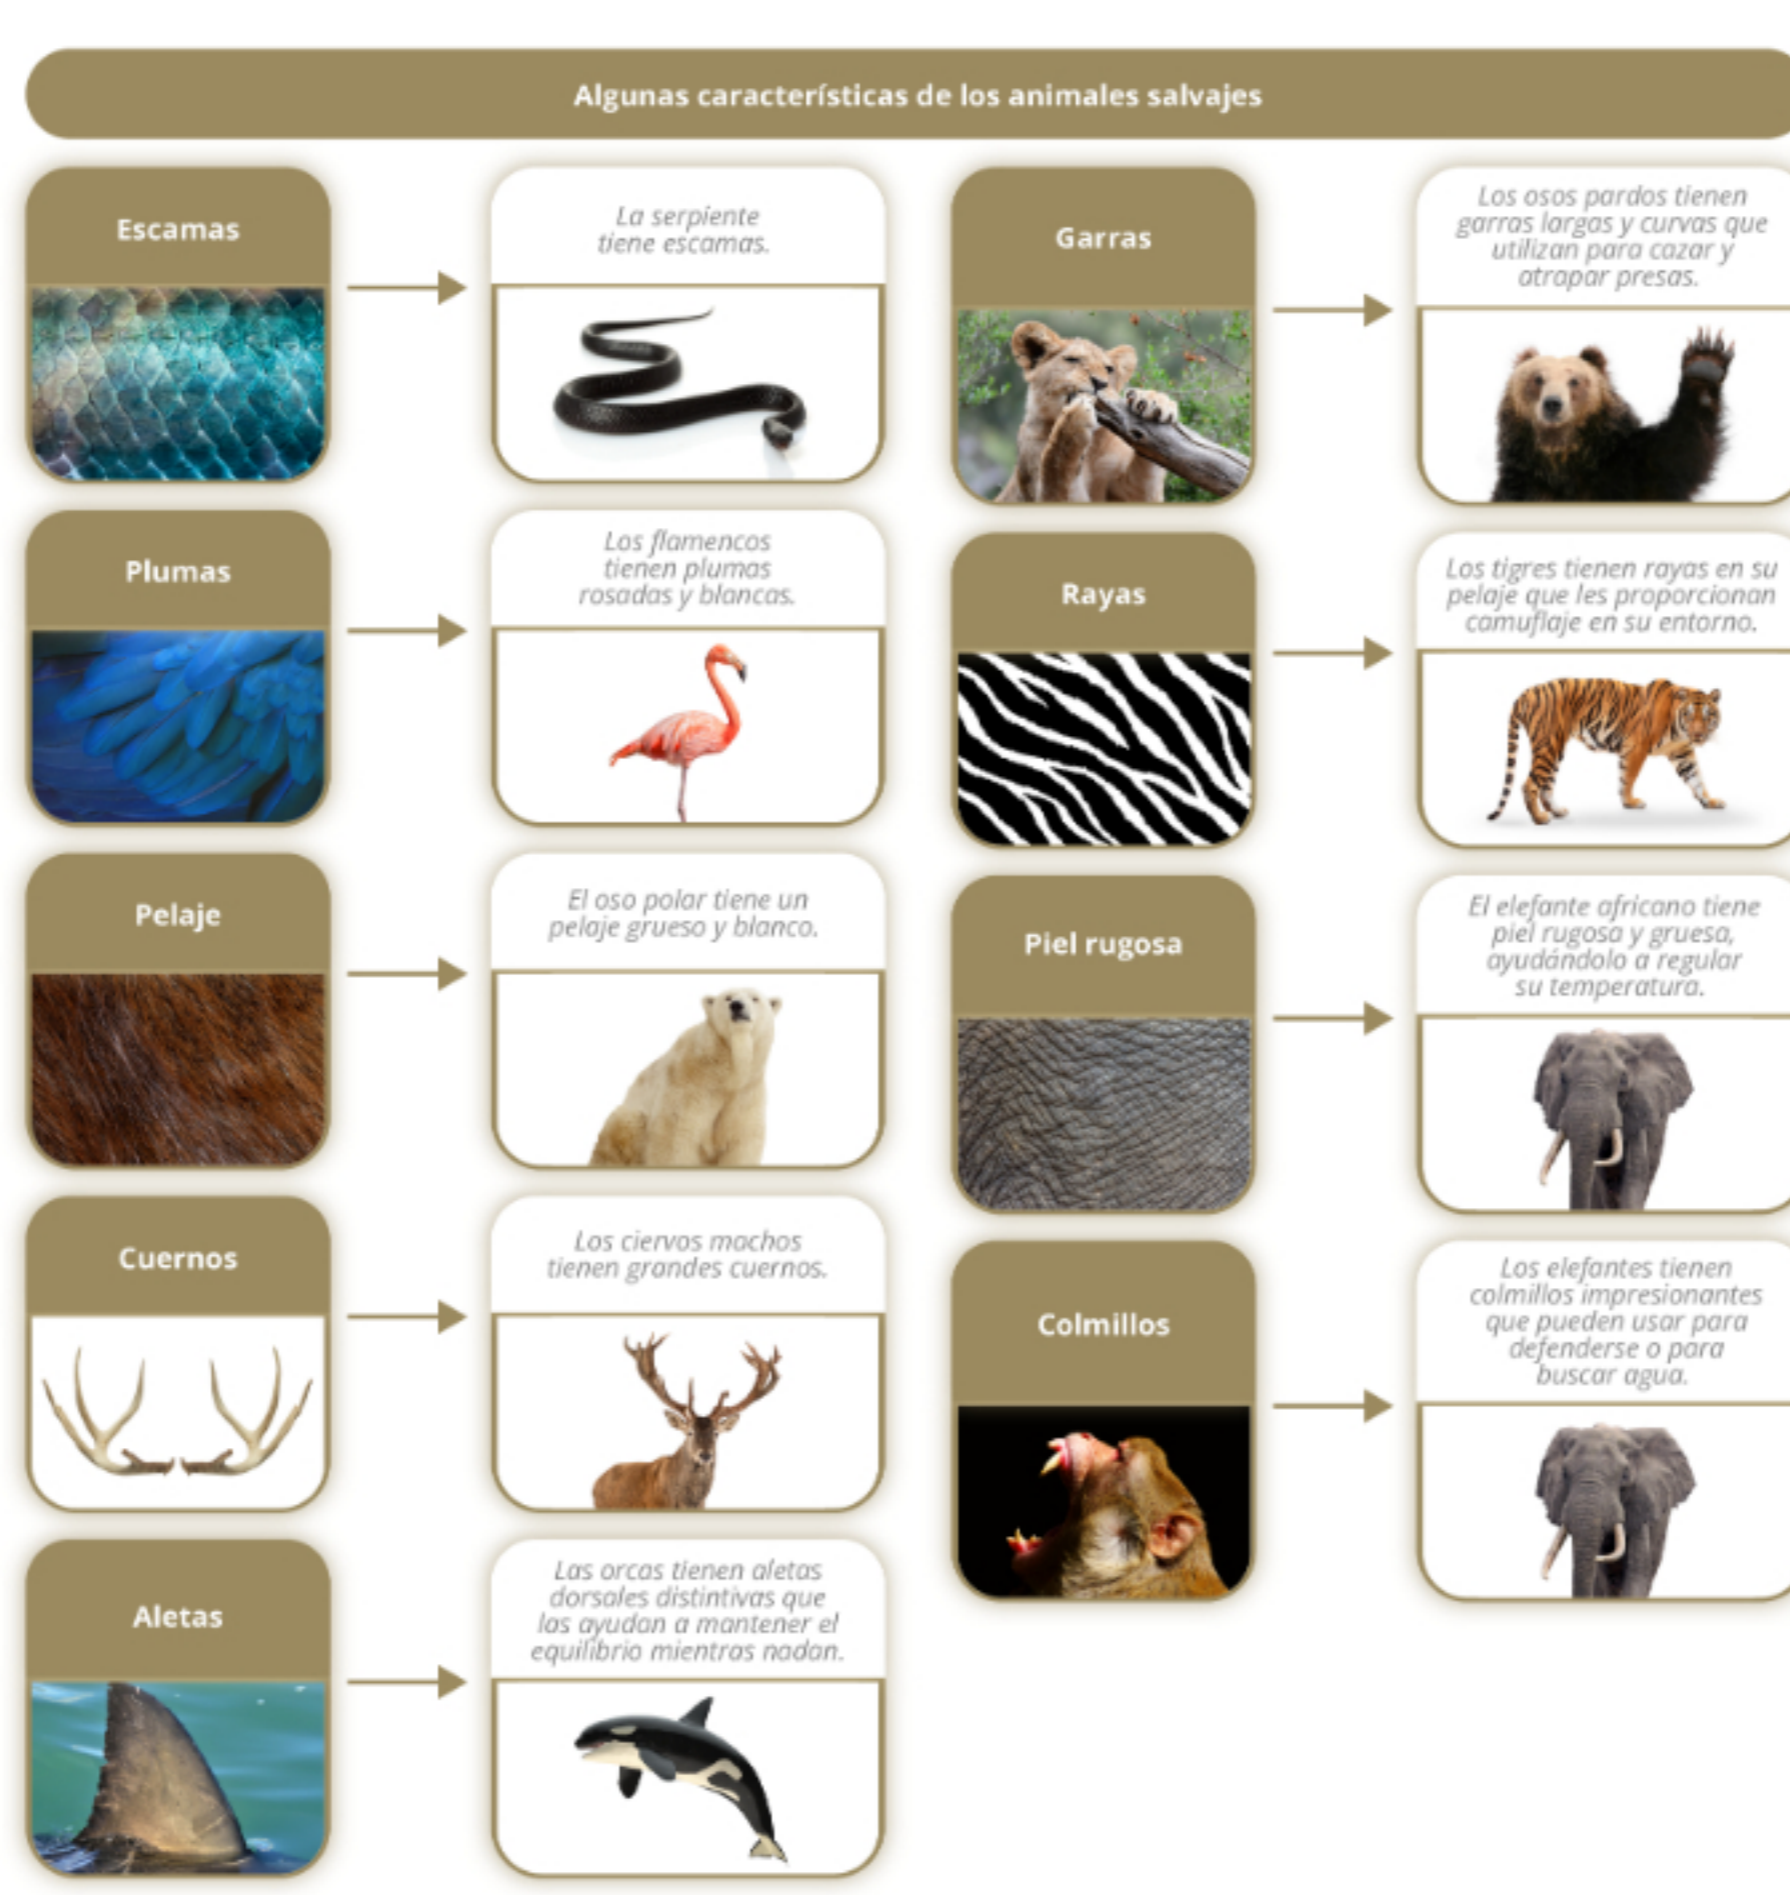 Algunas características de los animales salvajes
Escamas
La serpiente
tiene escamas.
Plumas
Los flamencos
tienen plumas
rosadas y blancas.
Pelaje
El oso polar tiene un
pelaje grueso y blanco.
Cuernos
Los ciervos machos
tienen grandes cuernos.
Aletas
Las orcas tienen aletas
dorsales distintivas que
las ayudan a mantener el
equilibrio mientras nadan.
Garras
Los osos pardos tienen
garras largas y curvas que
utilizan para cazar y
atrapar presas.
Rayas
Los tigres tienen rayas en su
pelaje que les proporcionan
camuflaje en su entorno.
Piel rugosa
El elefante africano tiene
piel rugosa y gruesa,
ayudándolo a regular
su temperatura.
Colmillos
Los elefantes tienen
colmillos impresionantes
que pueden usar para
defenderse o para
buscar agua.